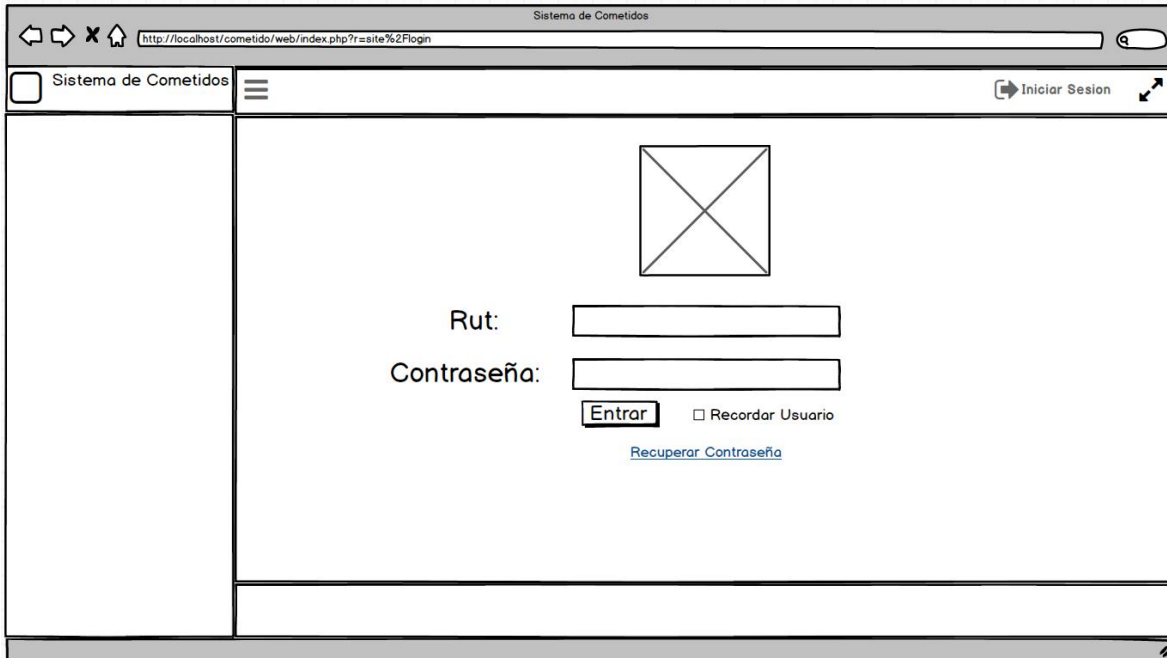 Sistema de Cometidos
http://localhost/cometido/web/index.php?r=site%2Flogin
Sistema de Cometidos
Iniciar Sesion
Rut:
Contraseña:
Entrar
Recordar Usuario
Recuperar Contraseña